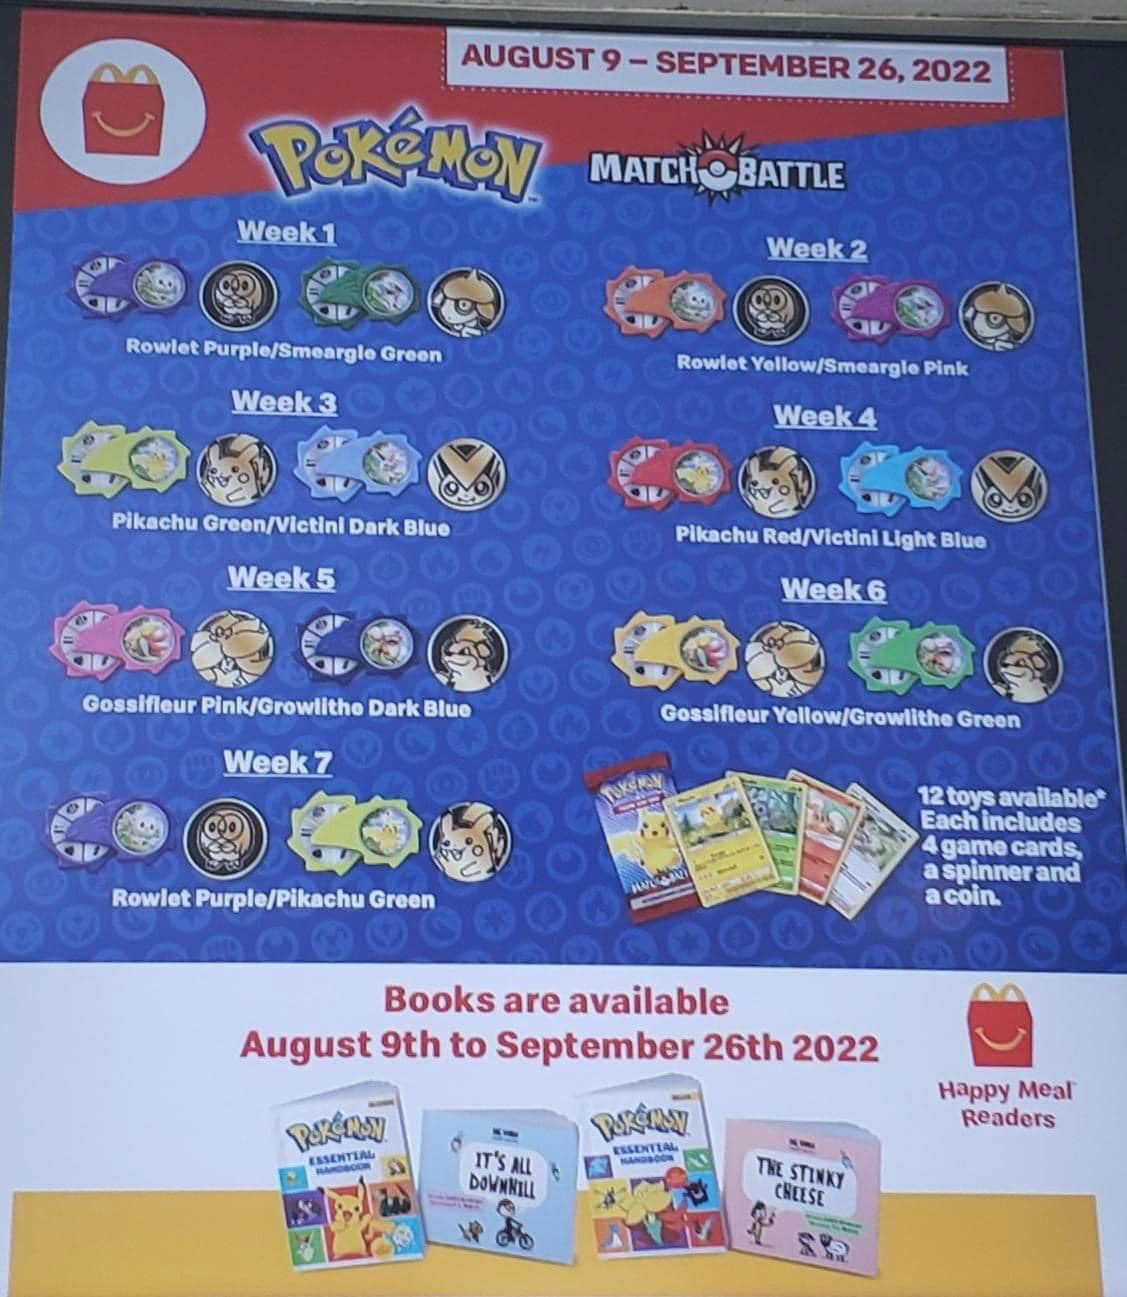 AUGUST 9 – SEPTEMBER 26, 2022
POKéMON
MATCH BATTLE
Week 1
Rowlet Purple/Smeargle Green
Week 2
Rowlet Yellow/Smeargle Pink
Week 3
Pikachu Green/Victini Dark Blue
Week 4
Pikachu Red/Victini Light Blue
Week 5
Gossifleur Pink/Growlithe Dark Blue
Week 6
Gossifleur Yellow/Growlithe Green
Week 7
Rowlet Purple/Pikachu Green
POKéMON
12 toys available*
Each includes
4 game cards,
a spinner and
a coin.
Books are available
August 9th to September 26th 2022
Happy Meal
Readers
POKéMON
ESSENTIAL
HANDBOOK
IT'S ALL
DOWNHILL
POKéMON
ESSENTIAL
HANDBOOK
THE STINKY
CHEESE